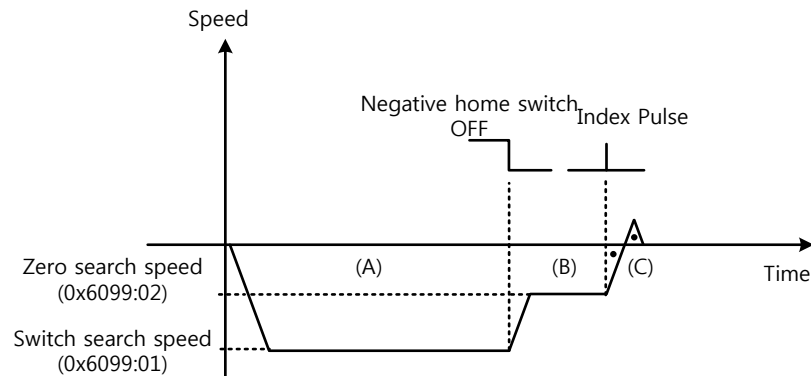 Speed
Negative home switch
OFF
Index Pulse
Zero search speed
(0x6099:02)
(A)
(B)
(C)
Time
Switch search speed
(0x6099:01)